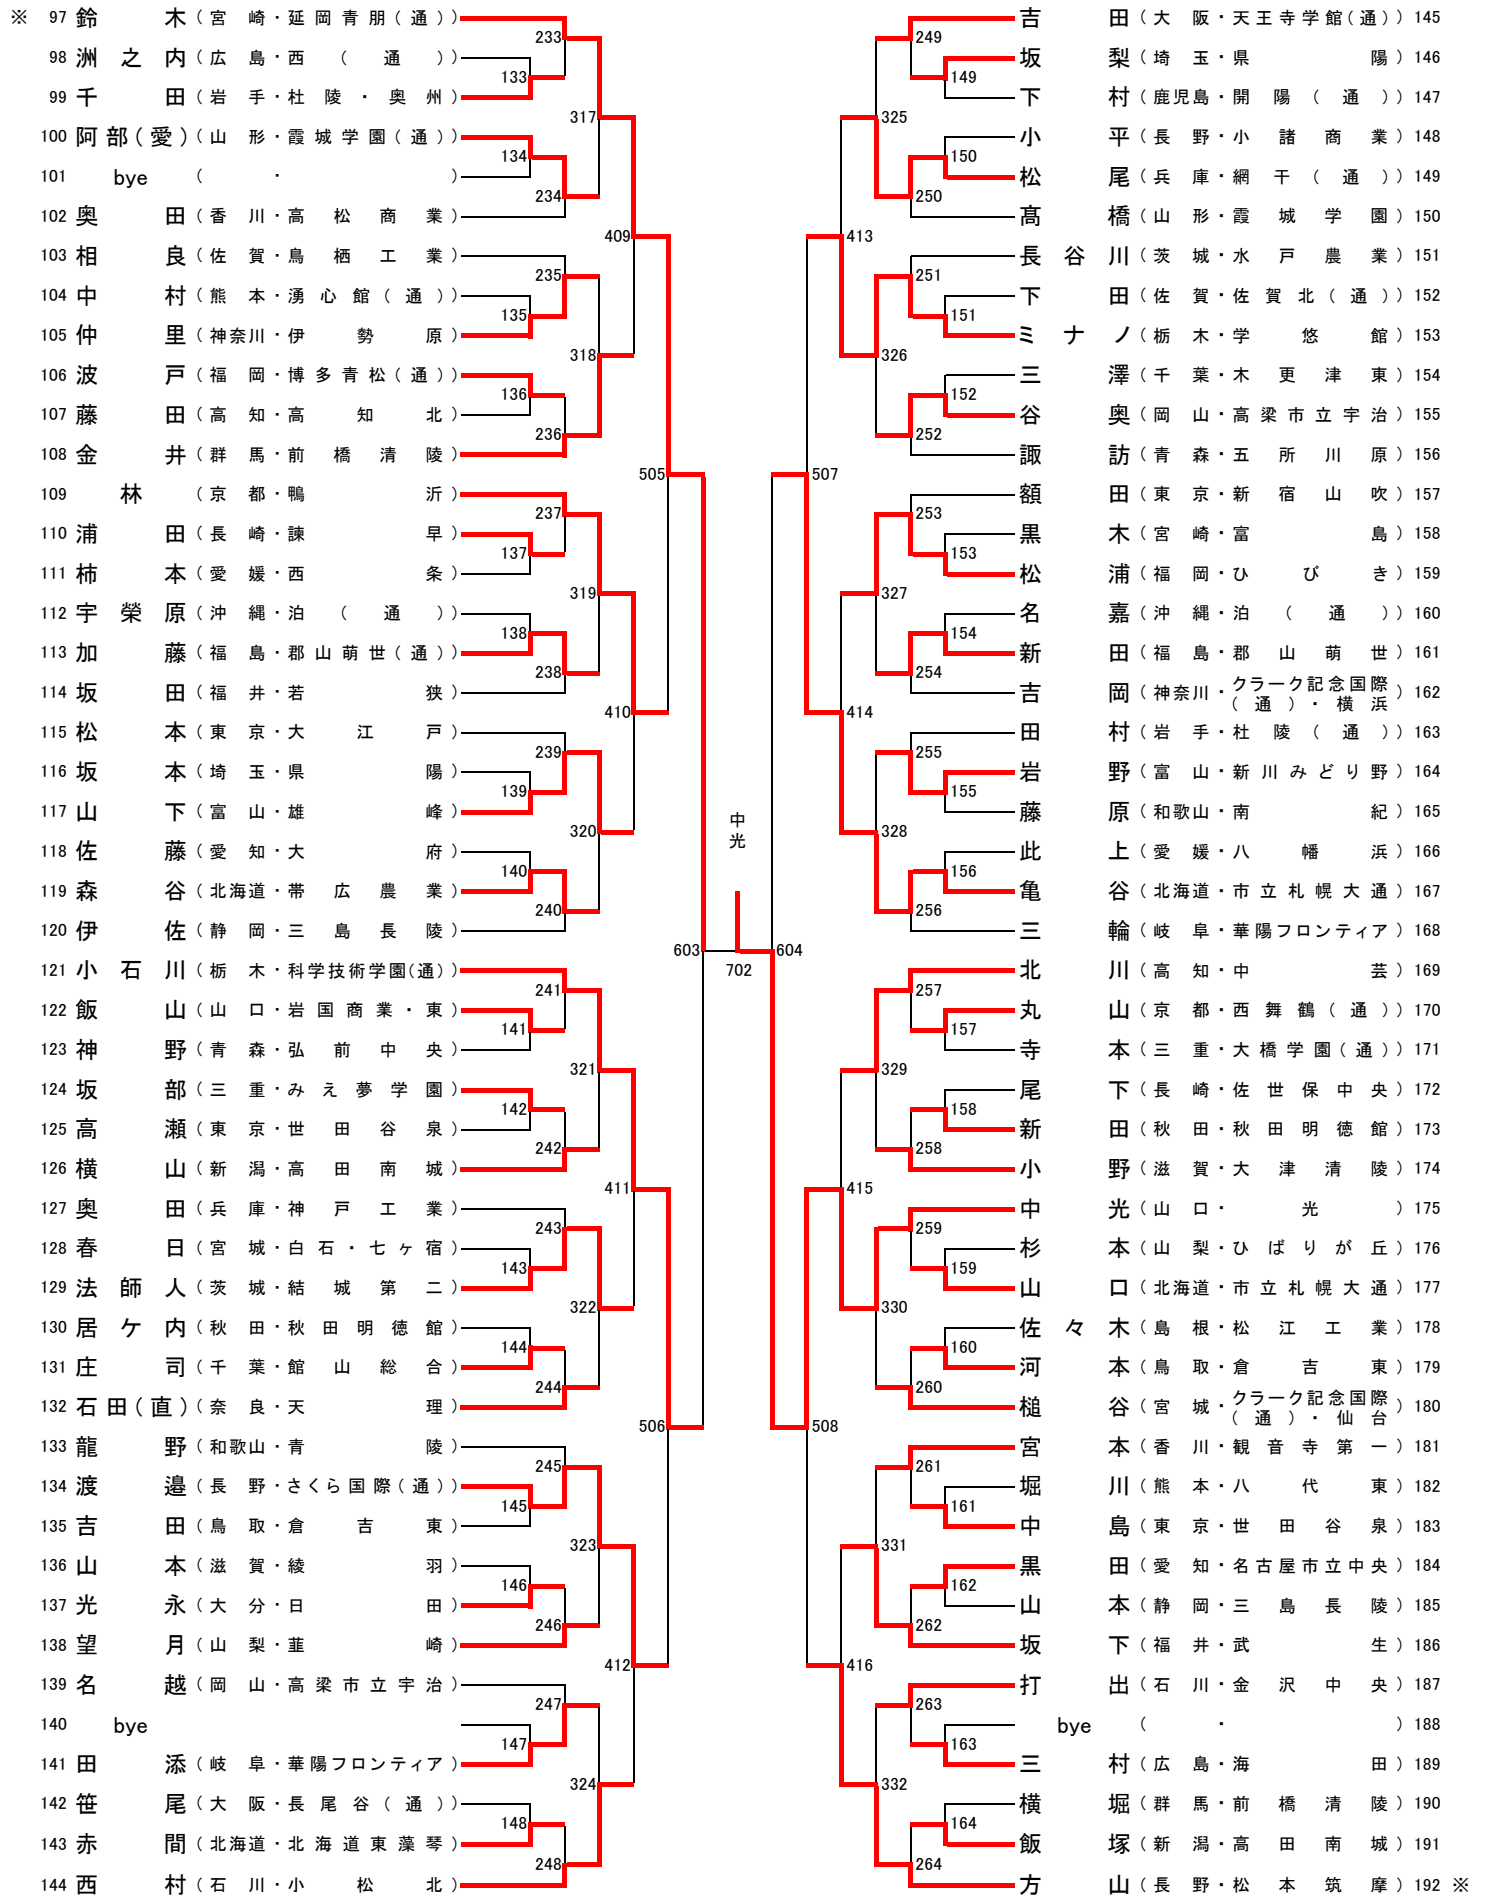 ※ 97 鈴木 (宮崎・延岡青朋(通))
98 洲之内 (広島・西(通))
99 千田 (岩手・杜陵・奥州)
100 阿部(愛) (山形・霞城学園(通))
101 bye ( ・ )
102 奥田 (香川・高松商業)
103 相良 (佐賀・鳥栖工業)
104 中村 (熊本・湧心館(通))
105 仲里 (神奈川・伊勢原)
106 波戸 (福岡・博多青松(通))
107 藤田 (高知・高知北)
108 金井 (群馬・前橋清陵)
109 林 (京都・鴨沂)
110 浦田 (長崎・諫早)
111 柿本 (愛媛・西条)
112 宇榮原 (沖縄・泊(通))
113 加藤 (福島・郡山萌世(通))
114 坂田 (福井・若狭)
115 松本 (東京・大江戸)
116 坂本 (埼玉・県陽)
117 山下 (富山・雄峰)
118 佐藤 (愛知・大府)
119 森谷 (北海道・帯広農業)
120 伊佐 (静岡・三島長陵)
121 小石川 (栃木・科学技術学園(通))
122 飯山 (山口・岩国商業・東)
123 神野 (青森・弘前中央)
124 坂部 (三重・みえ夢学園)
125 高瀬 (東京・世田谷泉)
126 横山 (新潟・高田南城)
127 奥田 (兵庫・神戸工業)
128 春日 (宮城・白石・七ヶ宿)
129 法師人 (茨城・結城第二)
130 居ケ内 (秋田・秋田明徳館)
131 庄司 (千葉・館山総合)
132 石田(直) (奈良・天理)
133 龍野 (和歌山・青陵)
134 渡邉 (長野・さくら国際(通))
135 吉田 (鳥取・倉吉東)
136 山本 (滋賀・綾羽)
137 光永 (大分・日田)
138 望月 (山梨・韮崎)
139 名越 (岡山・高梁市立宇治)
140 bye
141 田添 (岐阜・華陽フロンティア)
142 笹尾 (大阪・長尾谷(通))
143 赤間 (北海道・北海道東藻琴)
144 西村 (石川・小松北)
133
134
135
136
137
138
139
140
141
142
143
144
145
146
147
148
233
234
235
236
237
238
239
240
241
242
243
244
245
246
247
248
317
318
319
320
321
322
323
324
409
410
411
412
505
506
603
中
光
702
604
507
508
413
414
415
416
325
326
327
328
329
330
331
332
249
250
251
252
253
254
255
256
257
258
259
260
261
262
263
264
149
150
151
152
153
154
155
156
157
158
159
160
161
162
163
164
吉田 (大阪・天王寺学館(通)) 145
坂梨 (埼玉・県陽) 146
下村 (鹿児島・開陽(通)) 147
小平 (長野・小諸商業) 148
松尾 (兵庫・網干(通)) 149
髙橋 (山形・霞城学園) 150
長谷川 (茨城・水戸農業) 151
下田 (佐賀・佐賀北(通)) 152
ミナノ (栃木・学悠館) 153
三澤 (千葉・木更津東) 154
谷奥 (岡山・高梁市立宇治) 155
諏訪 (青森・五所川原) 156
額田 (東京・新宿山吹) 157
黒木 (宮崎・富島) 158
松浦 (福岡・ひびき) 159
名嘉 (沖縄・泊(通)) 160
新田 (福島・郡山萌世) 161
吉岡 (神奈川・クラーク記念国際(通)・横浜) 162
田村 (岩手・杜陵(通)) 163
岩野 (富山・新川みどり野) 164
藤原 (和歌山・南紀) 165
此上 (愛媛・八幡浜) 166
亀谷 (北海道・市立札幌大通) 167
三輪 (岐阜・華陽フロンティア) 168
北川 (高知・中芸) 169
丸山 (京都・西舞鶴(通)) 170
寺本 (三重・大橋学園(通)) 171
尾下 (長崎・佐世保中央) 172
新田 (秋田・秋田明徳館) 173
小野 (滋賀・大津清陵) 174
中光 (山口・光) 175
杉本 (山梨・ひばりが丘) 176
山口 (北海道・市立札幌大通) 177
佐々木 (島根・松江工業) 178
河本 (鳥取・倉吉東) 179
槌谷 (宮城・クラーク記念国際(通)・仙台) 180
宮本 (香川・観音寺第一) 181
堀川 (熊本・八代東) 182
中島 (東京・世田谷泉) 183
黒田 (愛知・名古屋市立中央) 184
山本 (静岡・三島長陵) 185
坂下 (福井・武生) 186
打出 (石川・金沢中央) 187
bye ( ・ ) 188
三村 (広島・海田) 189
横堀 (群馬・前橋清陵) 190
飯塚 (新潟・高田南城) 191
方山 (長野・松本筑摩) 192 ※